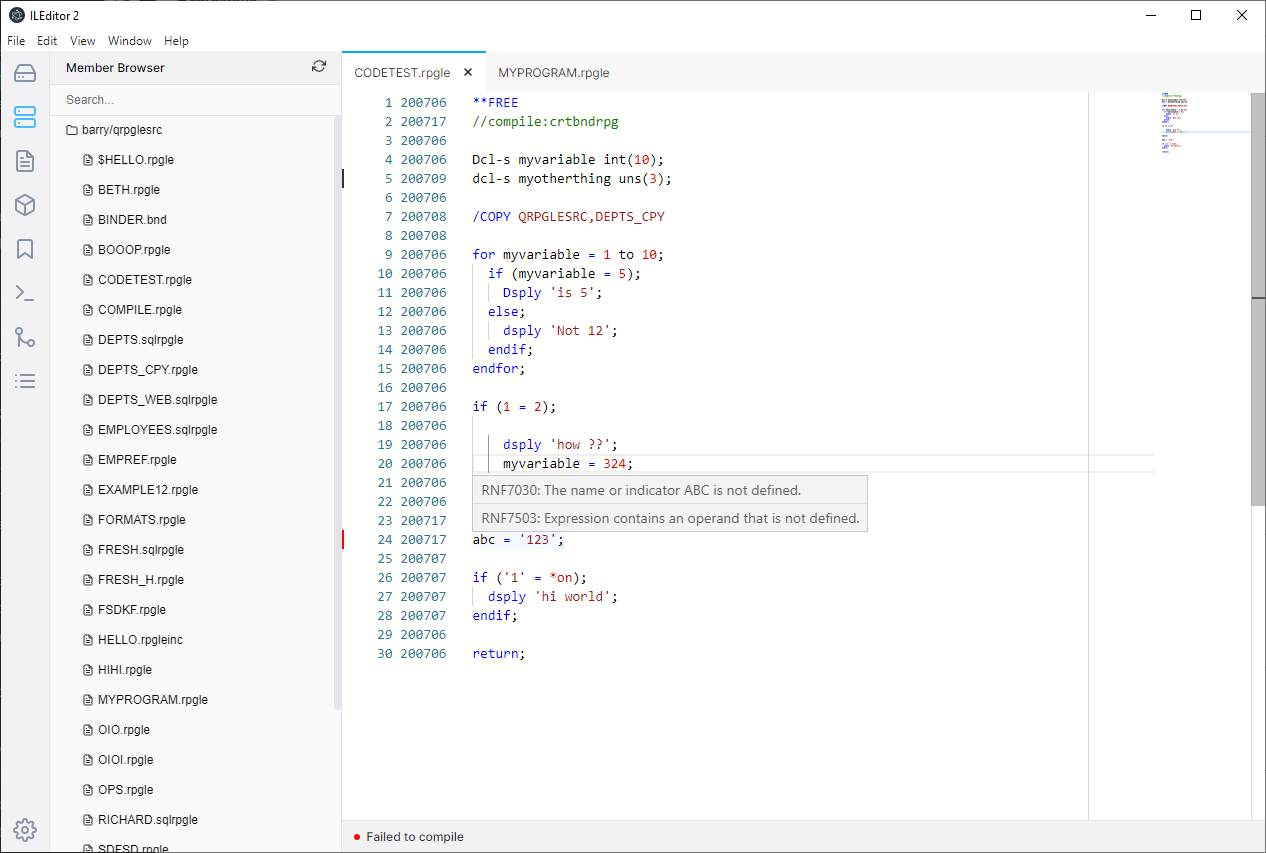 ILEditor 2
File Edit View Window Help
Member Browser
Search...
barry/qrpglesrc
$HELLO.rpgle
BETH.rpgle
BINDER.bnd
BOOOP.rpgle
CODETEST.rpgle
COMPILE.rpgle
DEPTS.sqlrpgle
DEPTS_CPY.rpgle
DEPTS_WEB.sqlrpgle
EMPLOYEES.sqlrpgle
EMPREF.rpgle
EXAMPLE12.rpgle
FORMATS.rpgle
FRESH.sqlrpgle
FRESH_H.rpgle
FSDKF.rpgle
HELLO.rpgleinc
HIHI.rpgle
MYPROGRAM.rpgle
OIO.rpgle
OIOI.rpgle
OPS.rpgle
RICHARD.sqlrpgle
SDFSD.rpgle
CODETEST.rpgle MYPROGRAM.rpgle
1 200706 **FREE
2 200717 //compile:crtbndrpg
3 200706
4 200706 Dcl-s myvariable int(10);
5 200709 dcl-s myotherthing uns(3);
6 200706
7 200708 /COPY QRPGLESRC,DEPTS_CPY
8 200708
9 200706 for myvariable = 1 to 10;
10 200706 if (myvariable = 5);
11 200706 Dsply 'is 5';
12 200706 else;
13 200706 dsply 'Not 12';
14 200706 endif;
15 200706 endfor;
16 200706
17 200706 if (1 = 2);
18 200706
19 200706 dsply 'how ??';
20 200706 myvariable = 324;
21 200706
22 200706
23 200717
RNF7030: The name or indicator ABC is not defined.
RNF7503: Expression contains an operand that is not defined.
24 200717 abc = '123';
25 200707
26 200707 if ('1' = *on);
27 200707 dsply 'hi world';
28 200707 endif;
29 200706
30 200706 return;
Failed to compile